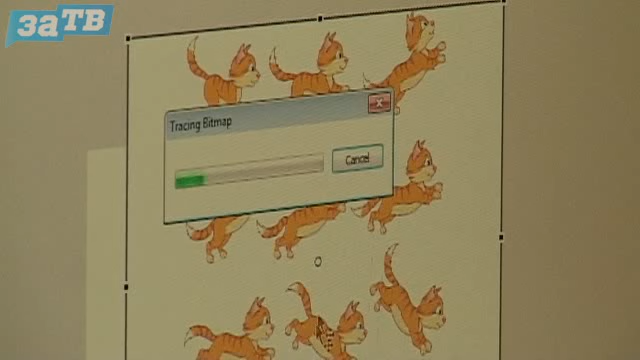 заТВ
Tracing Bitmap
Cancel